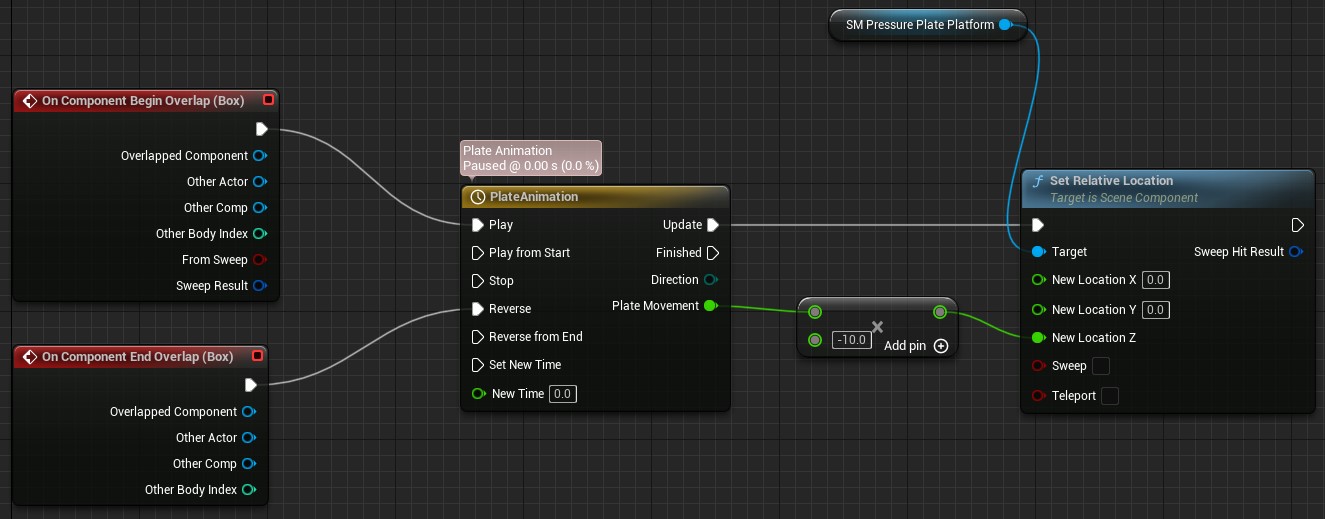 SM Pressure Plate Platform
On Component Begin Overlap (Box)
Overlapped Component
Other Actor
Other Comp
Other Body Index
From Sweep
Sweep Result
On Component End Overlap (Box)
Overlapped Component
Other Actor
Other Comp
Other Body Index
Plate Animation
Paused @ 0.00 s (0.0 %)
PlateAnimation
Play Update
Play from Start Finished
Stop Direction
Reverse Plate Movement
Reverse from End
Set New Time
New Time 0.0
-10.0
Add pin
f Set Relative Location
Target is Scene Component
Target Sweep Hit Result
New Location X 0.0
New Location Y 0.0
New Location Z
Sweep
Teleport